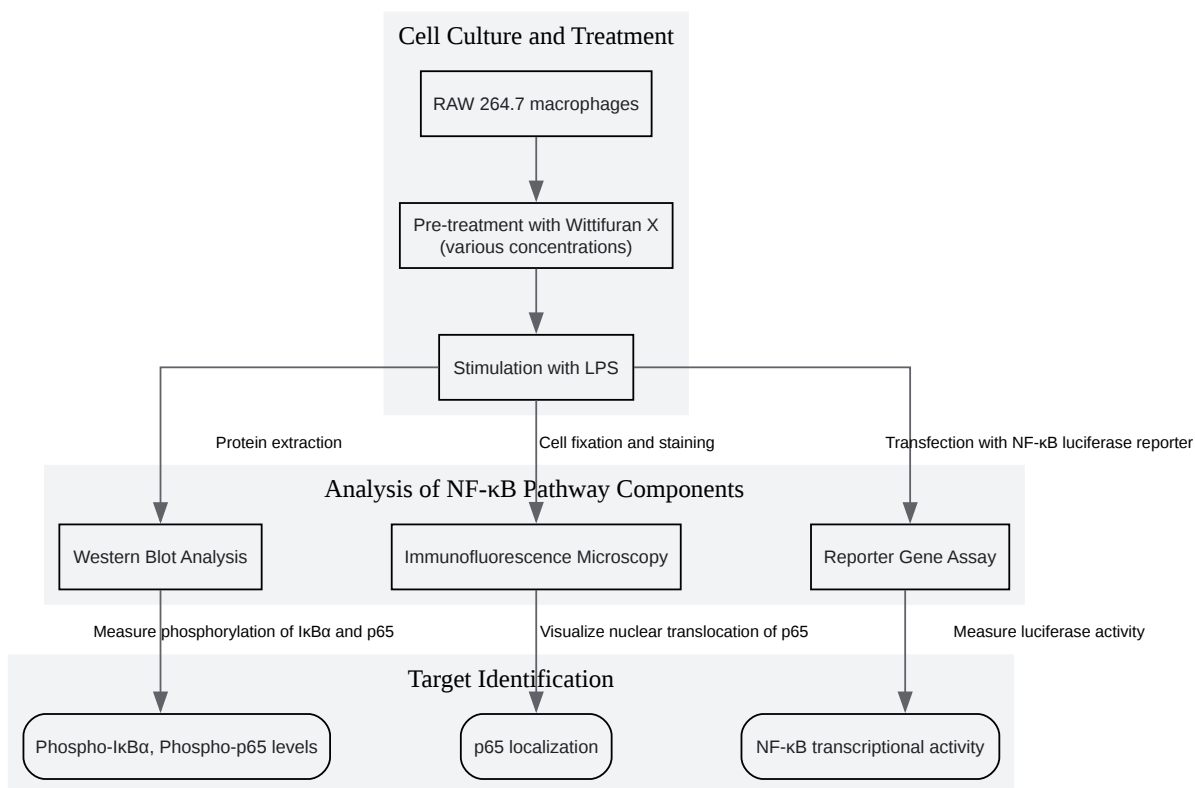 Cell Culture and Treatment
RAW 264.7 macrophages
Pre-treatment with Wittifuran X
(various concentrations)
Stimulation with LPS
Protein extraction
Cell fixation and staining
Transfection with NF-κB luciferase reporter
Analysis of NF-κB Pathway Components
Western Blot Analysis
Immunofluorescence Microscopy
Reporter Gene Assay
Measure phosphorylation of IκBα and p65
Visualize nuclear translocation of p65
Measure luciferase activity
Target Identification
Phospho-IκBα, Phospho-p65 levels
p65 localization
NF-κB transcriptional activity